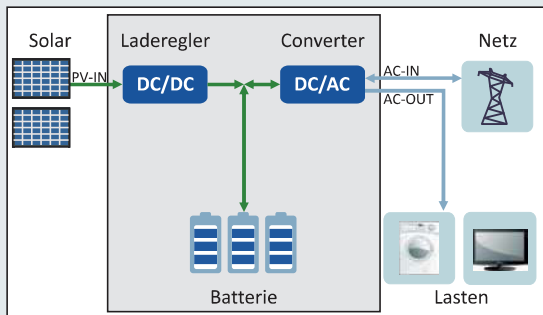 Solar
Laderegler
Converter
Netz
PV-IN
DC/DC
DC/AC
AC-IN
AC-OUT
Batterie
Lasten